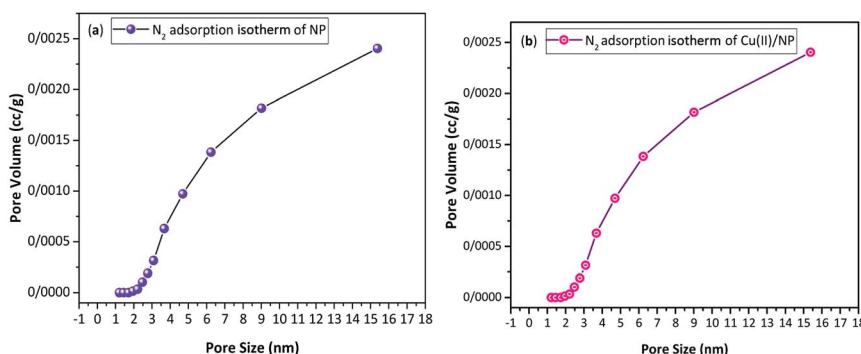 (a) N₂ adsorption isotherm of NP
Pore Volume (cc/g)
0/0025
0/0020
0/0015
0/0010
0/0005
0/0000
-1 0 1 2 3 4 5 6 7 8 9 10 11 12 13 14 15 16 17 18
Pore Size (nm)
(b) N₂ adsorption isotherm of Cu(II)/NP
Pore Volume (cc/g)
0/0025
0/0020
0/0015
0/0010
0/0005
0/0000
-1 0 1 2 3 4 5 6 7 8 9 10 11 12 13 14 15 16 17 18
Pore Size (nm)